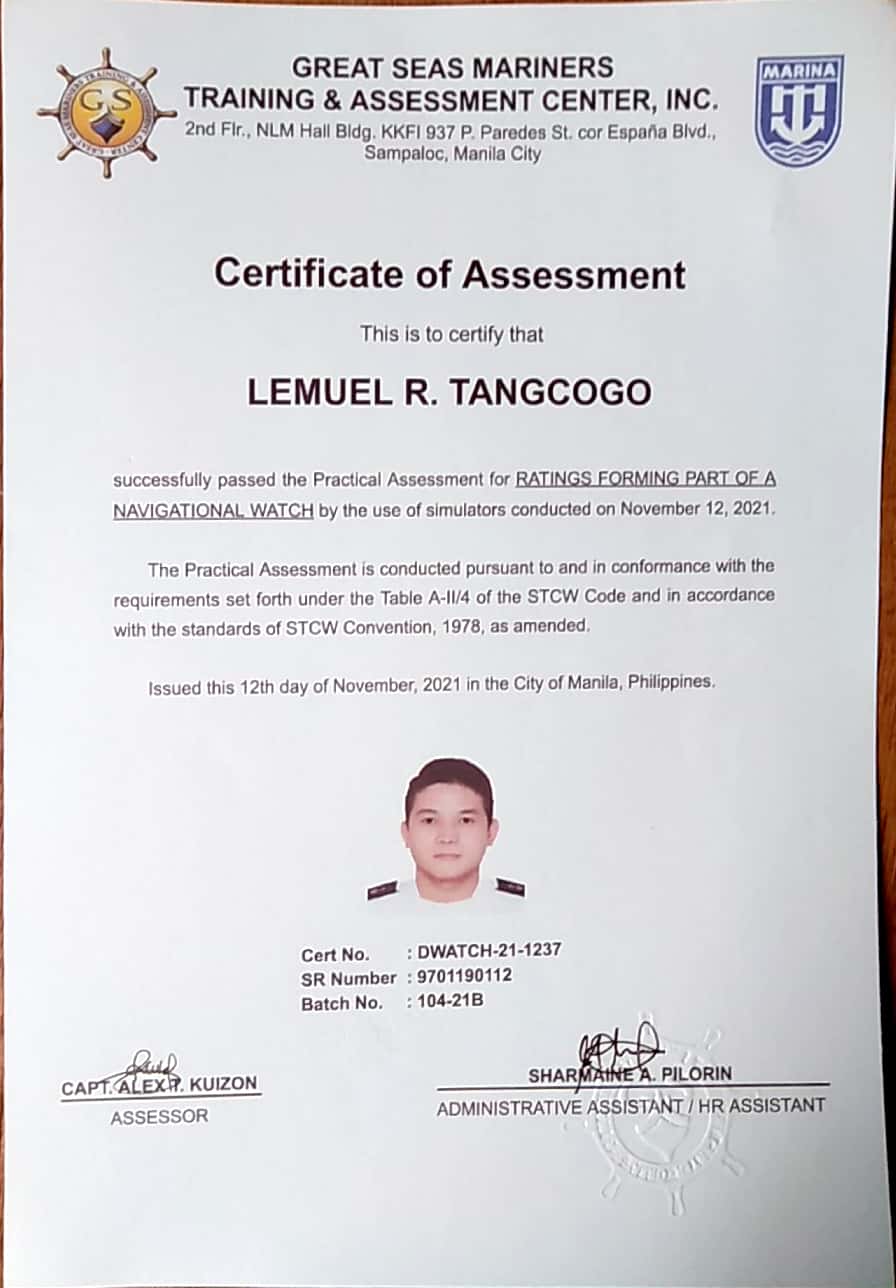 GREAT SEAS MARINERS
TRAINING & ASSESSMENT CENTER, INC.
2nd Flr., NLM Hall Bldg. KKFI 937 P. Paredes St. cor España Blvd.,
Sampaloc, Manila City
GS
MARINA
Certificate of Assessment
This is to certify that
LEMUEL R. TANGCOGO
successfully passed the Practical Assessment for RATINGS FORMING PART OF A
NAVIGATIONAL WATCH by the use of simulators conducted on November 12, 2021.
The Practical Assessment is conducted pursuant to and in conformance with the
requirements set forth under the Table A-II/4 of the STCW Code and in accordance
with the standards of STCW Convention, 1978, as amended.
Issued this 12th day of November, 2021 in the City of Manila, Philippines.
Cert No. : DWATCH-21-1237
SR Number : 9701190112
Batch No. : 104-21B
CAPT. ALEX P. KUIZON
ASSESSOR
SHARMAINE A. PILORIN
ADMINISTRATIVE ASSISTANT / HR ASSISTANT